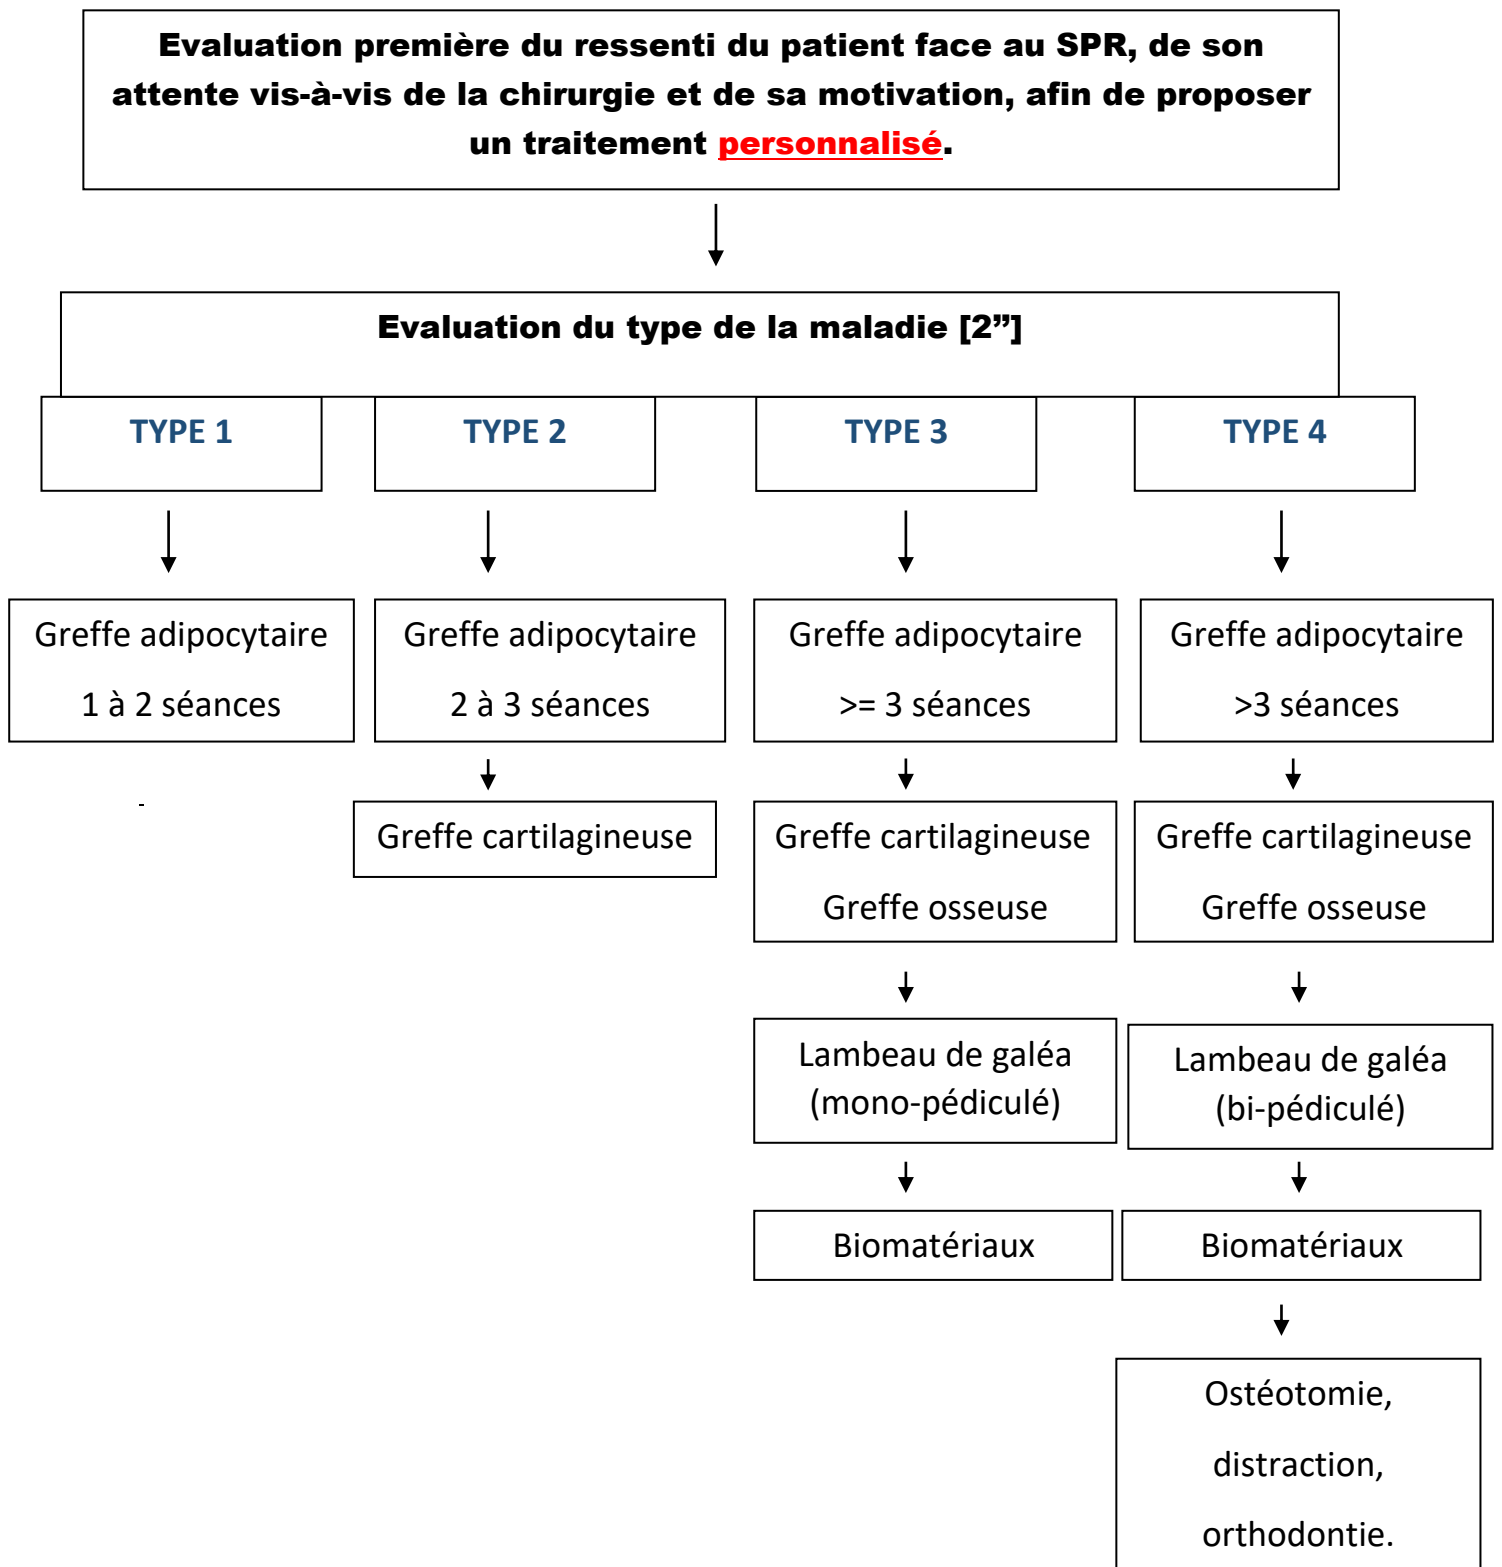 Evaluation première du ressenti du patient face au SPR, de son
attente vis-à-vis de la chirurgie et de sa motivation, afin de proposer
un traitement personnalisé.
Evaluation du type de la maladie [2”]
TYPE 1
TYPE 2
TYPE 3
TYPE 4
Greffe adipocytaire
1 à 2 séances
Greffe adipocytaire
2 à 3 séances
Greffe adipocytaire
>= 3 séances
Greffe adipocytaire
>3 séances
-
Greffe cartilagineuse
Greffe cartilagineuse
Greffe osseuse
Greffe cartilagineuse
Greffe osseuse
Lambeau de galéa
(mono-pédiculé)
Lambeau de galéa
(bi-pédiculé)
Biomatériaux
Biomatériaux
Ostéotomie,
distraction,
orthodontie.